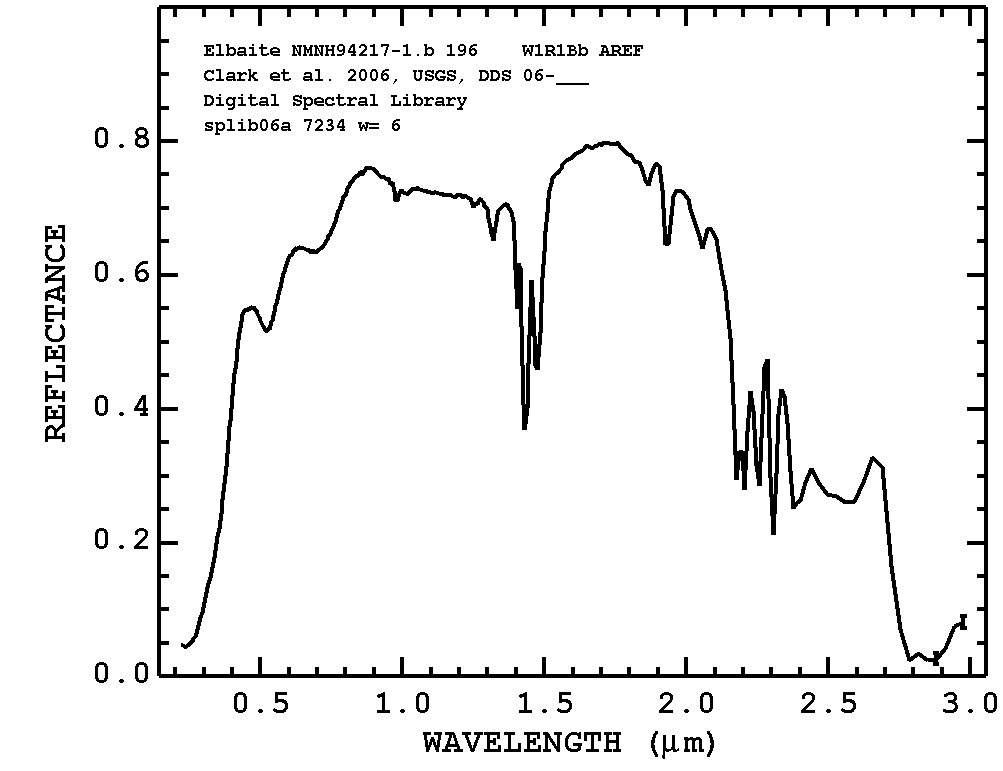 Elbaite NMNH94217-1.b 196 W1R1Bb AREF
Clark et al. 2006, USGS, DDS 06-___
Digital Spectral Library
splib06a 7234 w= 6
0.8
0.6
0.4
0.2
0.0
REFLECTANCE
0.5 1.0 1.5 2.0 2.5 3.0
WAVELENGTH (μm)